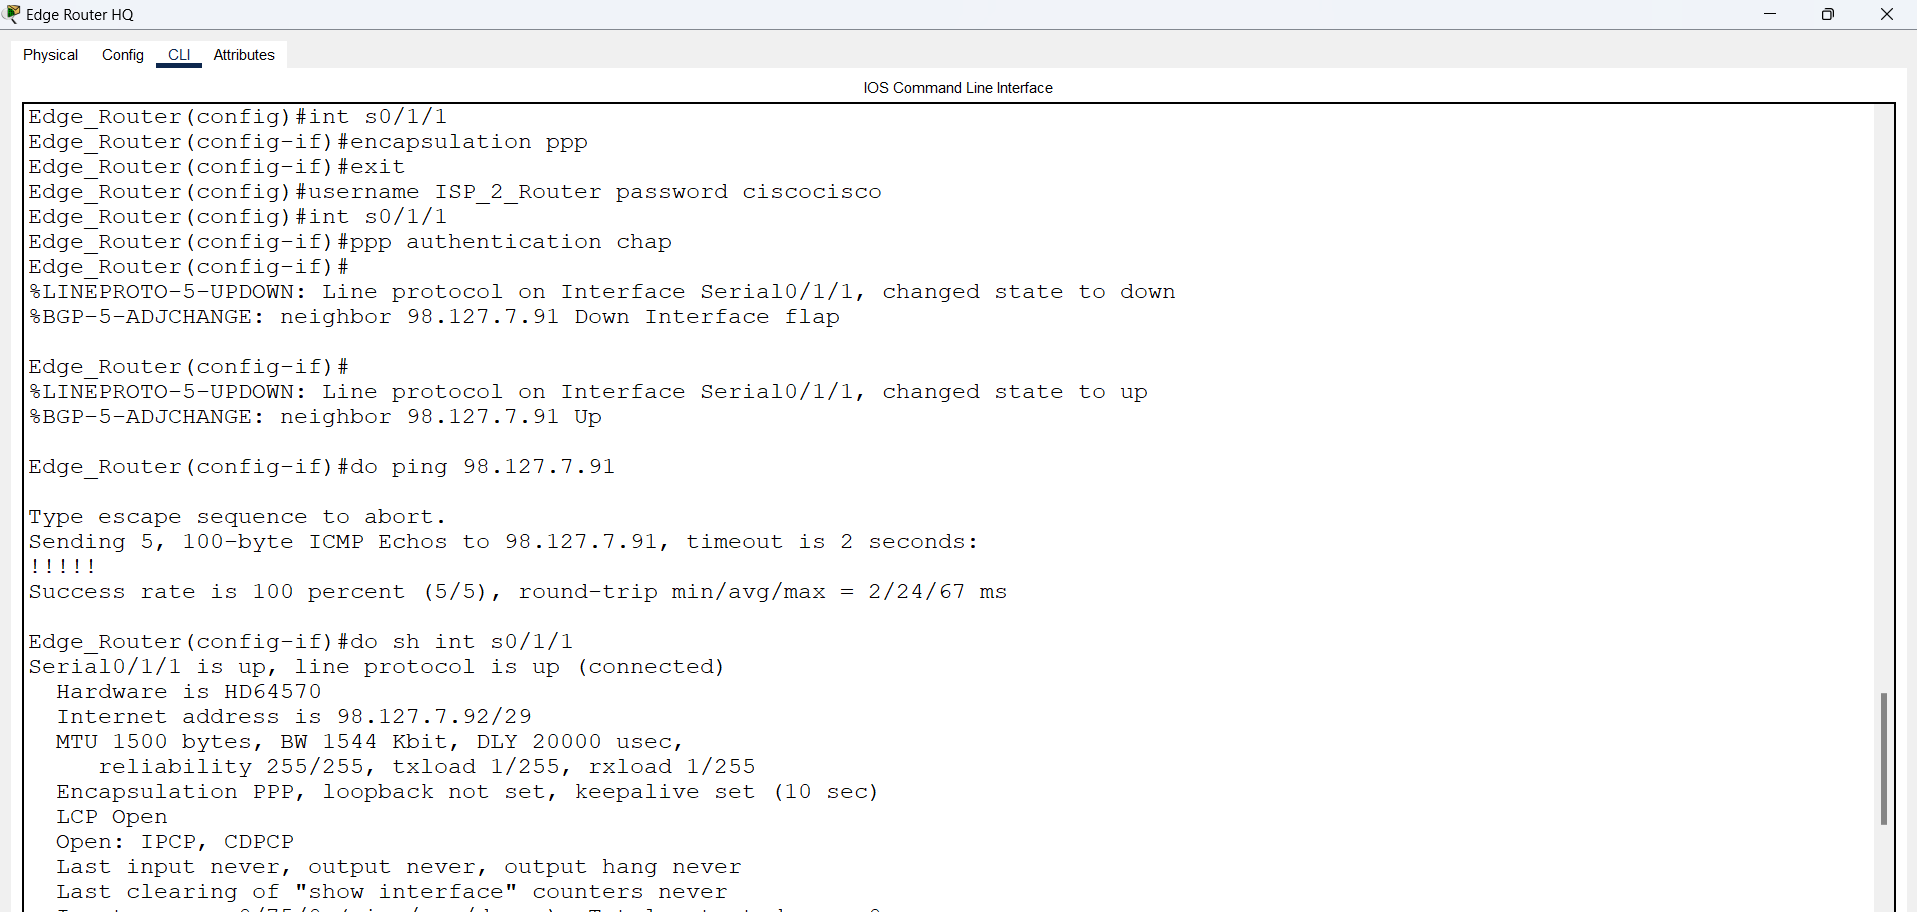 Edge Router HQ
Physical Config CLI Attributes
IOS Command Line Interface
Edge_Router(config)#int s0/1/1
Edge_Router(config-if)#encapsulation ppp
Edge_Router(config-if)#exit
Edge_Router(config)#username ISP_2_Router password ciscocisco
Edge_Router(config)#int s0/1/1
Edge_Router(config-if)#ppp authentication chap
Edge_Router(config-if)#
%LINEPROTO-5-UPDOWN: Line protocol on Interface Serial0/1/1, changed state to down
%BGP-5-ADJCHANGE: neighbor 98.127.7.91 Down Interface flap
Edge_Router(config-if)#
%LINEPROTO-5-UPDOWN: Line protocol on Interface Serial0/1/1, changed state to up
%BGP-5-ADJCHANGE: neighbor 98.127.7.91 Up
Edge_Router(config-if)#do ping 98.127.7.91
Type escape sequence to abort.
Sending 5, 100-byte ICMP Echos to 98.127.7.91, timeout is 2 seconds:
!!!!!
Success rate is 100 percent (5/5), round-trip min/avg/max = 2/24/67 ms
Edge_Router(config-if)#do sh int s0/1/1
Serial0/1/1 is up, line protocol is up (connected)
Hardware is HD64570
Internet address is 98.127.7.92/29
MTU 1500 bytes, BW 1544 Kbit, DLY 20000 usec,
reliability 255/255, txload 1/255, rxload 1/255
Encapsulation PPP, loopback not set, keepalive set (10 sec)
LCP Open
Open: IPCP, CDPCP
Last input never, output never, output hang never
Last clearing of "show interface" counters never